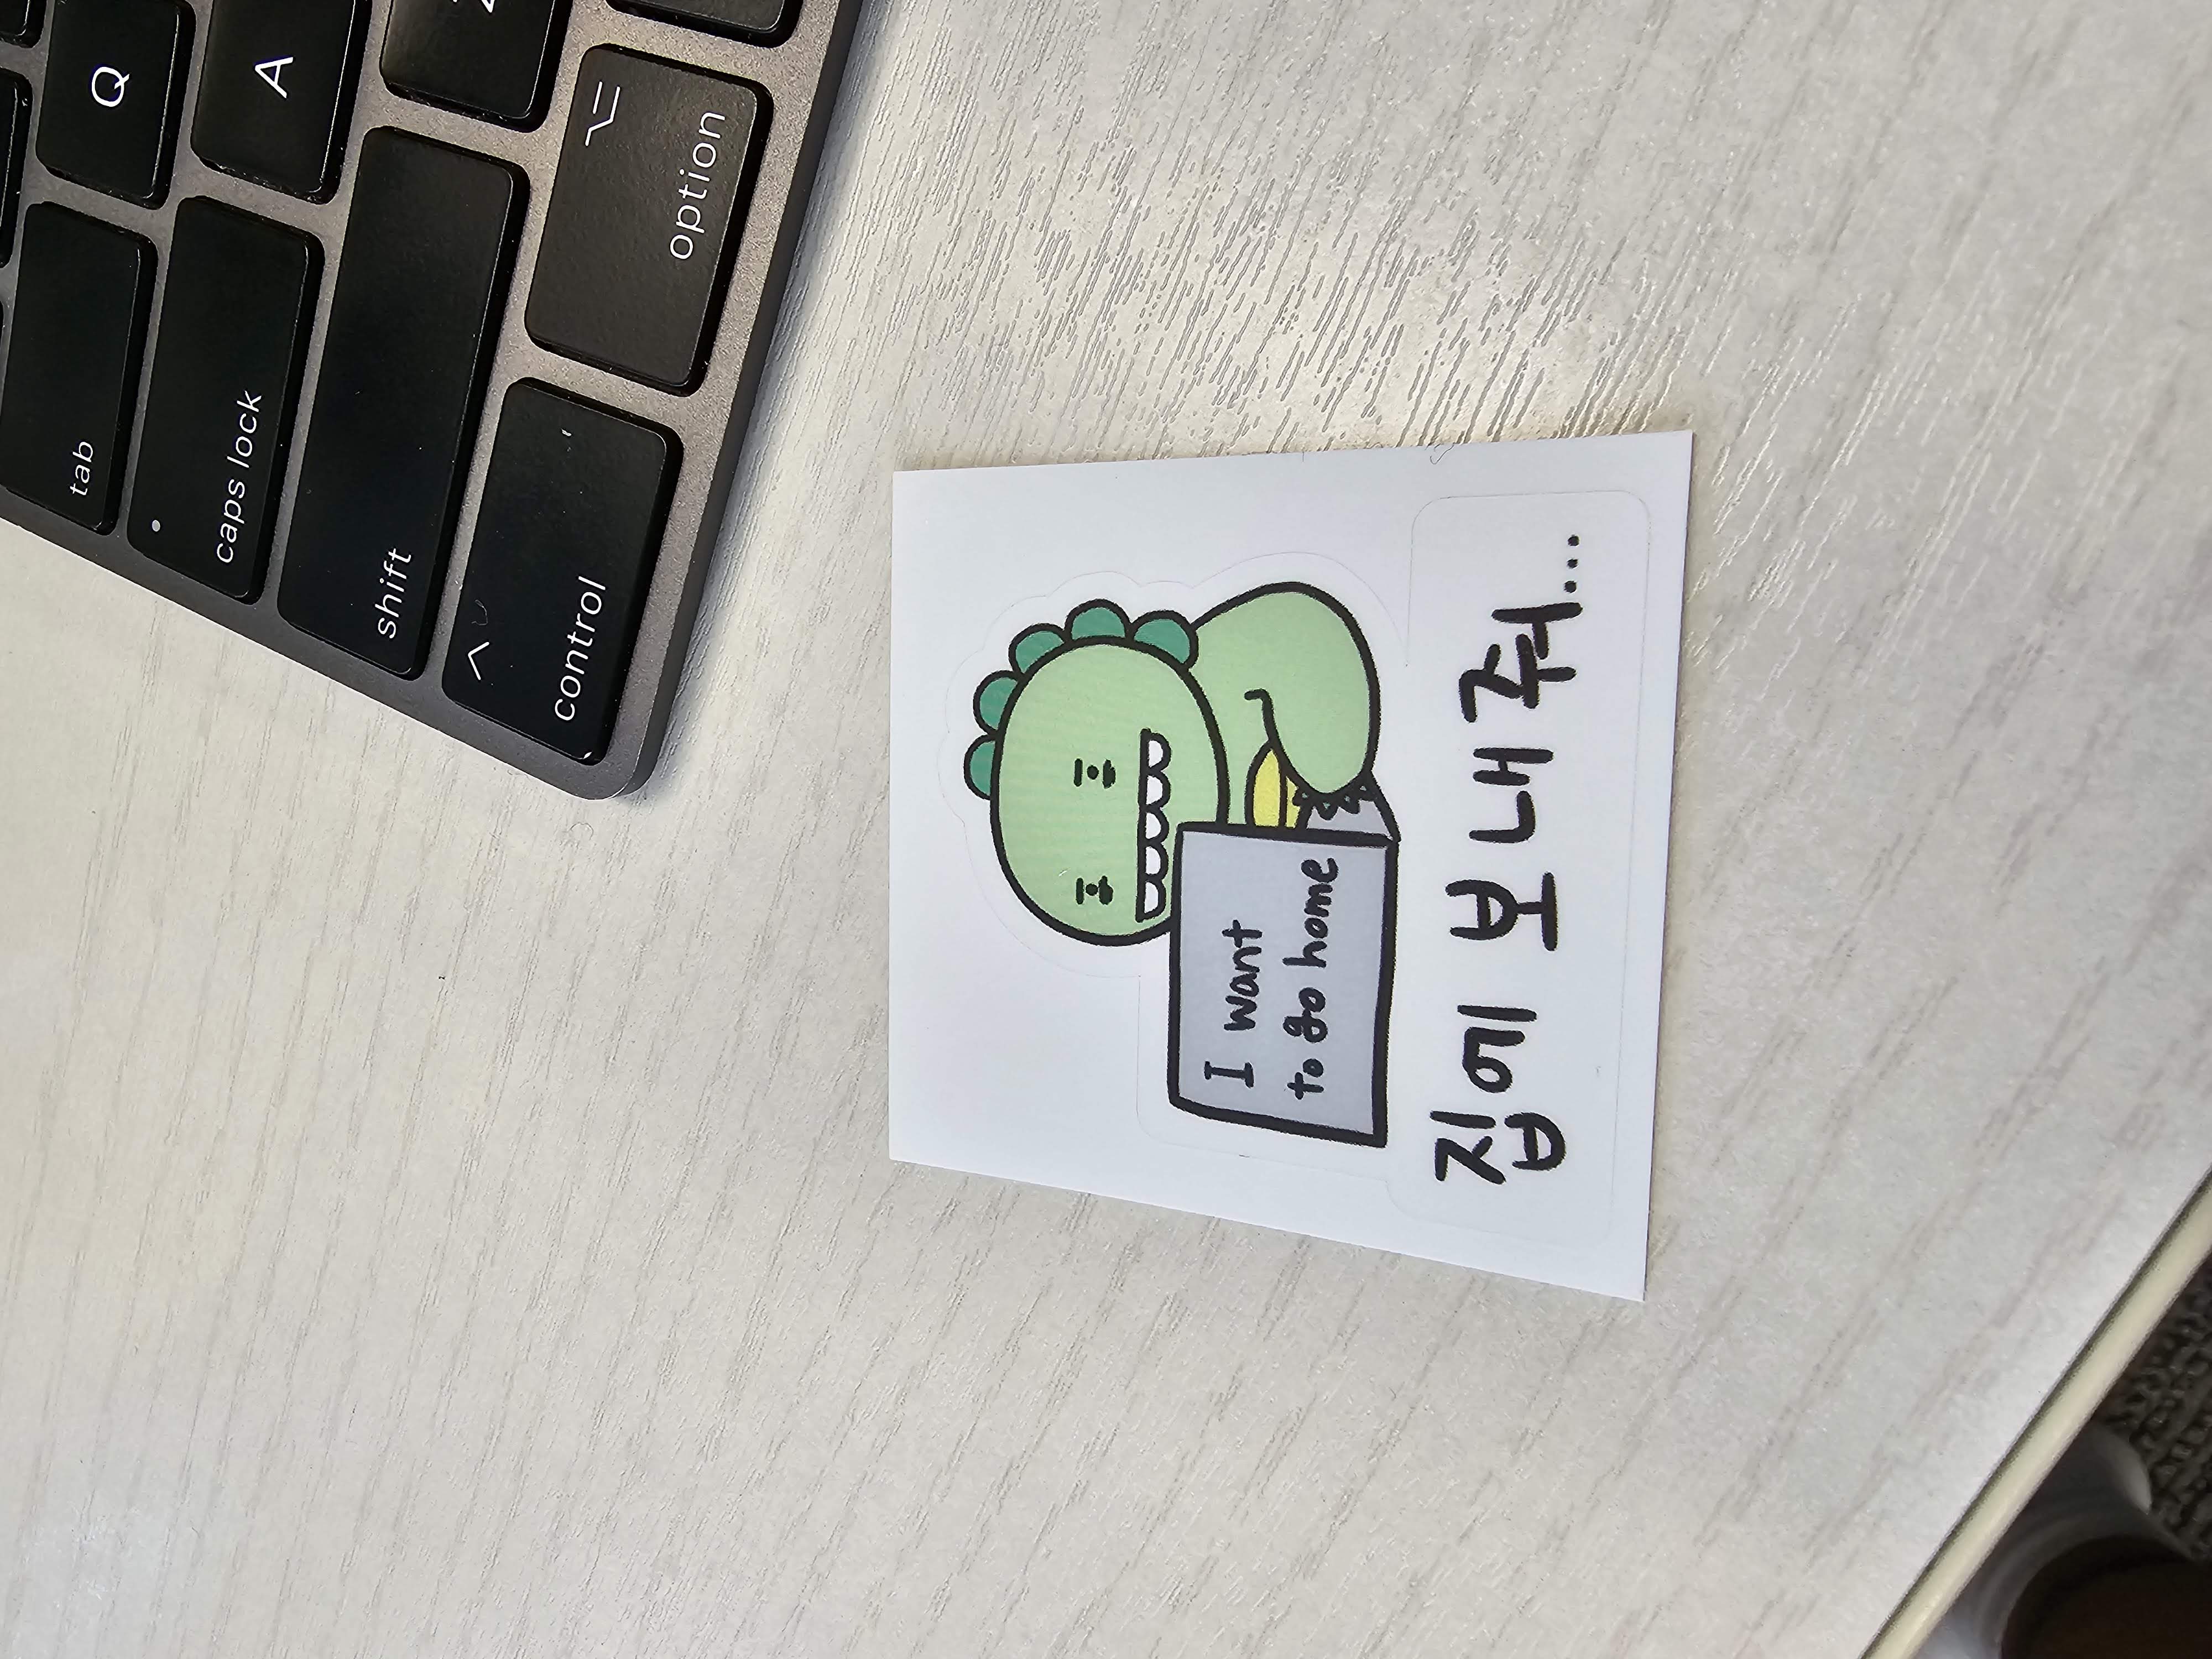 tab
Q
caps lock
A
shift
control
option
I want
to go home
집에 보내줘...